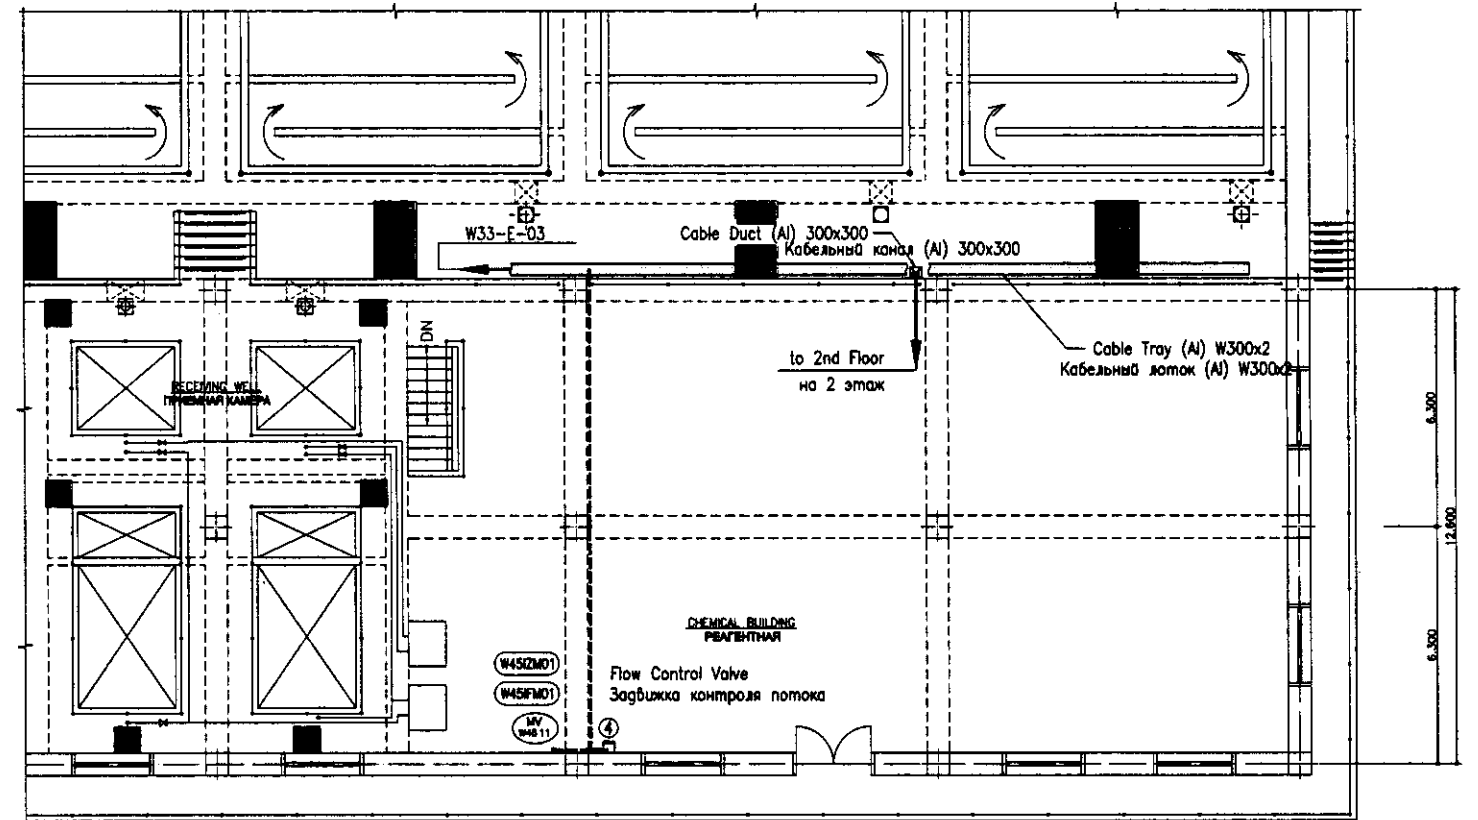 W33-E-03
Cable Duct (Al) 300x300
Кабельный канал (Al) 300x300
DN
to 2nd Floor
на 2 этаж
Cable Tray (Al) W300x2
Кабельный лоток (Al) W300x2
RECEIVING WELL
ПРИЕМНАЯ КАМЕРА
6.300
12.600
6.300
CHEMICAL BUILDING
РЕАГЕНТНАЯ
W45IZM01
Flow Control Valve
W45IFM01
Задвижка контроля потока
MV
4